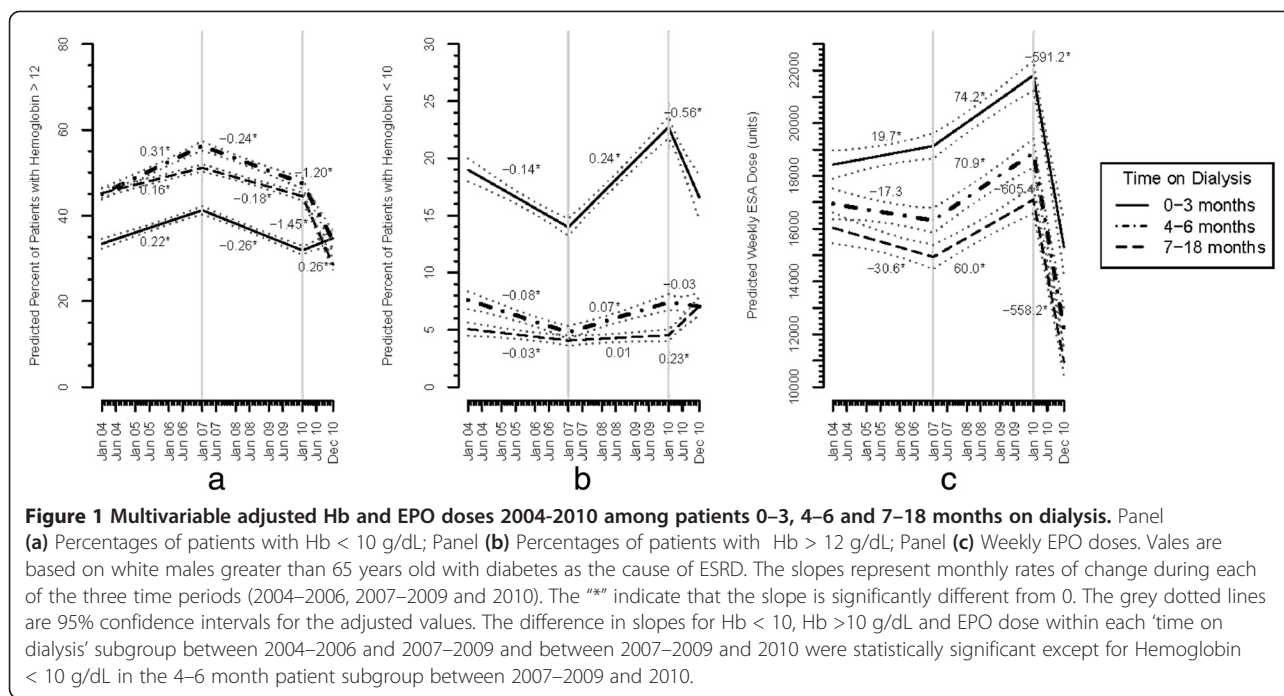 Predicted Percent of Patients with Hemoglobin > 12
0 20 40 60 80
0.31*
−0.24*
−1.20*
0.16*
−0.18*
−1.45*
0.22*
−0.26*
0.26*
Jan 04 Jun 04 Jan 05 Jun 05 Jan 06 Jun 06 Jan 07 Jun 07 Jan 08 Jun 08 Jan 09 Jun 09 Jan 10 Jun 10 Dec 10
a
Predicted Percent of Patients with Hemoglobin < 10
0 5 10 15 20 25 30
−0.14*
0.24*
−0.56*
−0.08*
0.07*
−0.03
−0.03*
0.01
0.23*
Jan 04 Jun 04 Jan 05 Jun 05 Jan 06 Jun 06 Jan 07 Jun 07 Jan 08 Jun 08 Jan 09 Jun 09 Jan 10 Jun 10 Dec 10
b
Predicted Weekly ESA Dose (units)
10000 12000 14000 16000 18000 20000 22000
19.7*
74.2*
−591.2*
−17.3
70.9*
−605.4*
−30.6*
60.0*
−558.2*
Jan 04 Jun 04 Jan 05 Jun 05 Jan 06 Jun 06 Jan 07 Jun 07 Jan 08 Jun 08 Jan 09 Jun 09 Jan 10 Jun 10 Dec 10
c
Time on Dialysis
0−3 months
4−6 months
7−18 months
Figure 1 Multivariable adjusted Hb and EPO doses 2004-2010 among patients 0–3, 4–6 and 7–18 months on dialysis. Panel
(a) Percentages of patients with Hb < 10 g/dL; Panel (b) Percentages of patients with Hb > 12 g/dL; Panel (c) Weekly EPO doses. Vales are
based on white males greater than 65 years old with diabetes as the cause of ESRD. The slopes represent monthly rates of change during each
of the three time periods (2004–2006, 2007–2009 and 2010). The “*” indicate that the slope is significantly different from 0. The grey dotted lines
are 95% confidence intervals for the adjusted values. The difference in slopes for Hb < 10, Hb >10 g/dL and EPO dose within each ‘time on
dialysis’ subgroup between 2004–2006 and 2007–2009 and between 2007–2009 and 2010 were statistically significant except for Hemoglobin
< 10 g/dL in the 4–6 month patient subgroup between 2007–2009 and 2010.